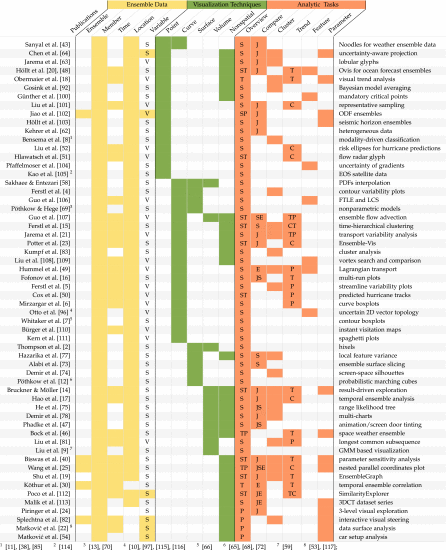 Ensemble Data Visualization Techniques Analytic Tasks
Publications Ensemble Member Time Location Variable Point Curve Surface Volume Nonspatial Overview Compare Cluster Trend Feature Parameter
Sanyal et al. [43] S S J Noodles for weather ensemble data
Chen et al. [64] S S J uncertainty-aware projection
Jarema et al. [63] V S J lobular glyphs
Höllt et al. [20], [48] S ST J T Ovis for ocean forecast ensembles
Obermaier et al. [18] V T T visual trend analysis
Gosink et al. [92] S S Bayesian model averaging
Günther et al. [100] S S mandatory critical points
Liu et al. [101] V S C representative sampling
Jiao et al. [102] V SP J ODF ensembles
Höllt et al. [103] S S J seismic horizon ensembles
Kehrer et al. [62] S S J heterogeneous data
Bensema et al. [8] S S modality-driven classification
Liu et al. [52] V S C risk ellipses for hurricane predictions
Hlawatsch et al. [51] V ST C flow radar glyph
Pfaffelmoser et al. [104] S S uncertainty of gradients
Kao et al. [105] 2 S S EOS satellite data
Sakhaee & Entezari [58] S S PDFs interpolation
Ferstl et al. [4] S S contour variability plots
Guo et al. [106] V S FTLE and LCS
Pöthkow & Hege [69] S S nonparametric models
Guo et al. [107] V ST SE TP ensemble flow advection
Ferstl et al. [15] S ST S CT time-hierarchical clustering
Jarema et al. [21] V S J TP transport variability analysis
Potter et al. [23] S ST J C Ensemble-Vis
Kumpf et al. [83] S S cluster analysis
Liu et al. [108], [109] V S vortex search and comparison
Hummel et al. [49] V S E P Lagrangian transport
Fofonov et al. [16] S S J T multi-run plots
Ferstl et al. [5] V S P streamline variability plots
Cox et al. [50] V ST P predicted hurricane tracks
Mirzargar et al. [6] V S P curve boxplots
Otto et al. [96] 4 V S uncertain 2D vector topology
Whitaker et al. [7] S S contour boxplots
Bürger et al. [110] V S instant visitation maps
Kern et al. [111] V S spaghetti plots
Thompson et al. [2] S S hixels
Hazarika et al. [77] S S S local feature variance
Alabi et al. [73] S S S ensemble surface slicing
Demir et al. [74] S S screen-space silhouettes
Pöthkow et al. [12] 6 S S probabilistic marching cubes
Bruckner & Möller [14] S ST J T result-driven exploration
Hao et al. [17] S ST J C temporal ensemble analysis
He et al. [75] S S JS range likelihood tree
Demir et al. [78] S S J multi-charts
Phadke et al. [47] S S JS animation/screen door tinting
Bock et al. [46] S TP T space weather ensemble
Liu et al. [81] V S P longest common subsequence
Liu et al. [9] 7 S S GMM based visualization
Biswas et al. [40] S ST J T parameter sensitivity analysis
Wang et al. [25] S TP JSE C nested parallel coordinates plot
Shu et al. [19] S ST J T EnsembleGraph
Köthur et al. [30] S T E T temporal ensemble correlation
Poco et al. [112] S ST JE TC SimilarityExplorer
Malik et al. [113] S S JE 3DCT dataset series
Piringer et al. [24] S P J 3-level visual exploration
Splechtna et al. [82] S S interactive visual steering
Matković et al. [22] 8 S P data surface analysis
Matković et al. [54] S P car setup analysis
1 [11], [38], [85] 2 [114] 3 [13], [70] 4 [10], [97], [115], [116] 5 [66] 6 [65], [68], [72] 7 [59] 8 [53], [117];